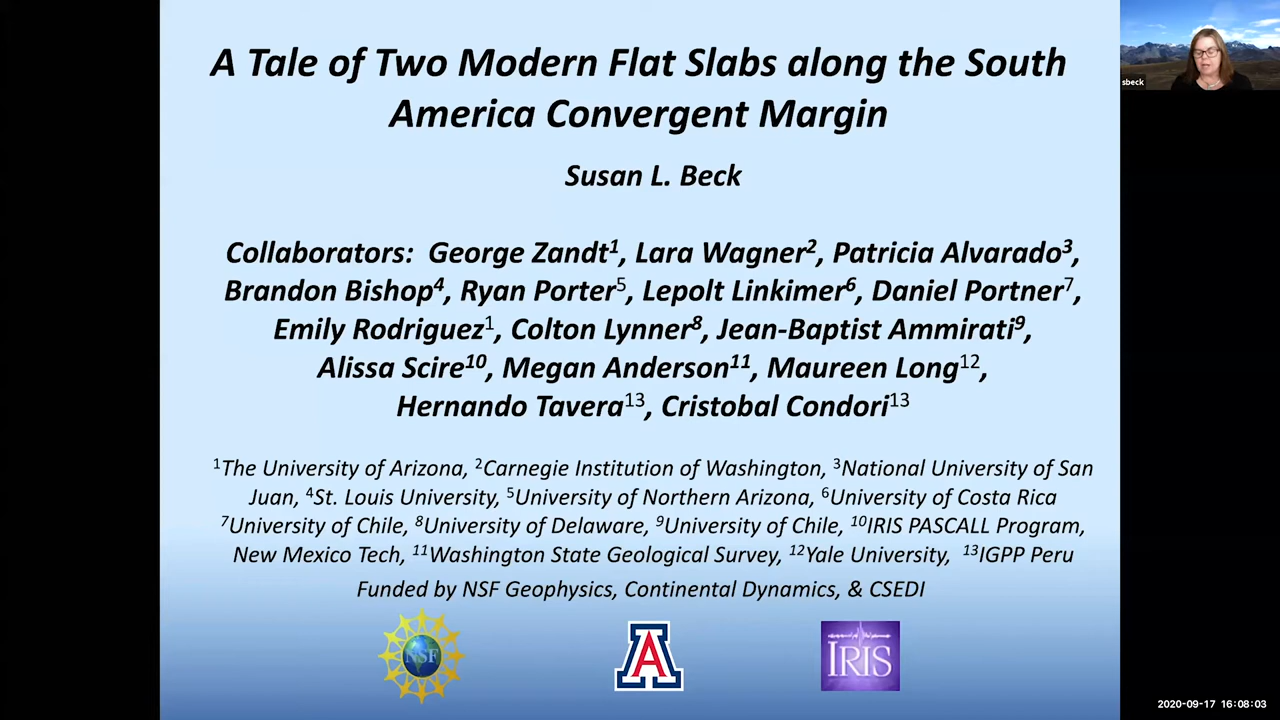 A Tale of Two Modern Flat Slabs along the South
America Convergent Margin
Susan L. Beck
Collaborators: George Zandt¹, Lara Wagner², Patricia Alvarado³,
Brandon Bishop⁴, Ryan Porter⁵, Lepolt Linkimer⁶, Daniel Portner⁷,
Emily Rodriguez¹, Colton Lynner⁸, Jean-Baptist Ammirati⁹,
Alissa Scire¹⁰, Megan Anderson¹¹, Maureen Long¹²,
Hernando Tavera¹³, Cristobal Condori¹³
¹The University of Arizona, ²Carnegie Institution of Washington, ³National University of San
Juan, ⁴St. Louis University, ⁵University of Northern Arizona, ⁶University of Costa Rica
⁷University of Chile, ⁸University of Delaware, ⁹University of Chile, ¹⁰IRIS PASCALL Program,
New Mexico Tech, ¹¹Washington State Geological Survey, ¹²Yale University, ¹³IGPP Peru
Funded by NSF Geophysics, Continental Dynamics, & CSEDI
NSF
A
IRIS
sbeck
2020-09-17 16:08:03